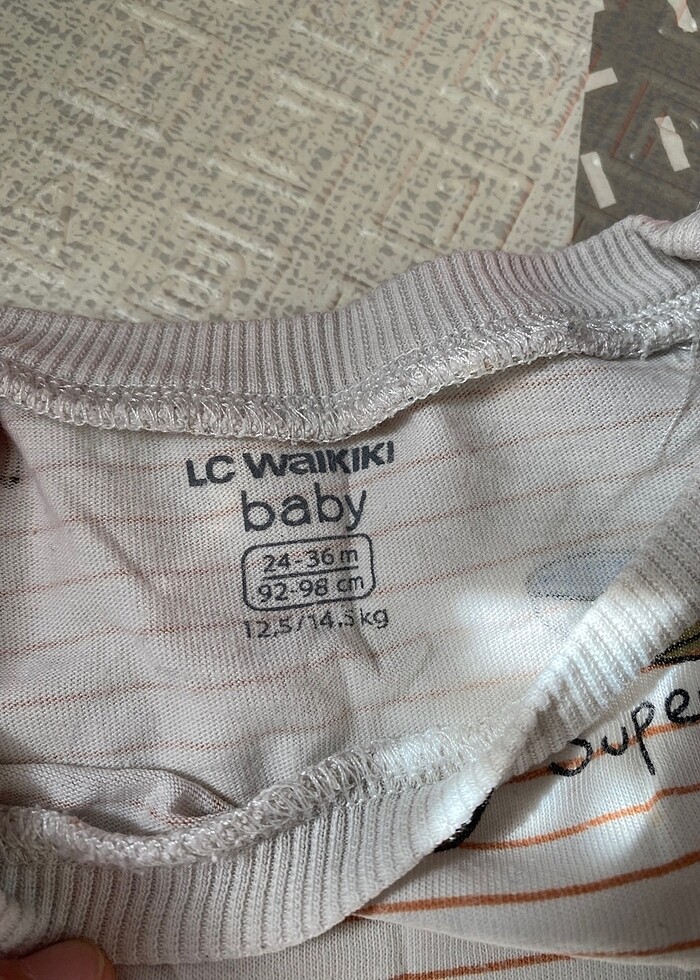 LC Waikiki
baby
24-36 m
92-98 cm
12.5/14.5 kg
Supe